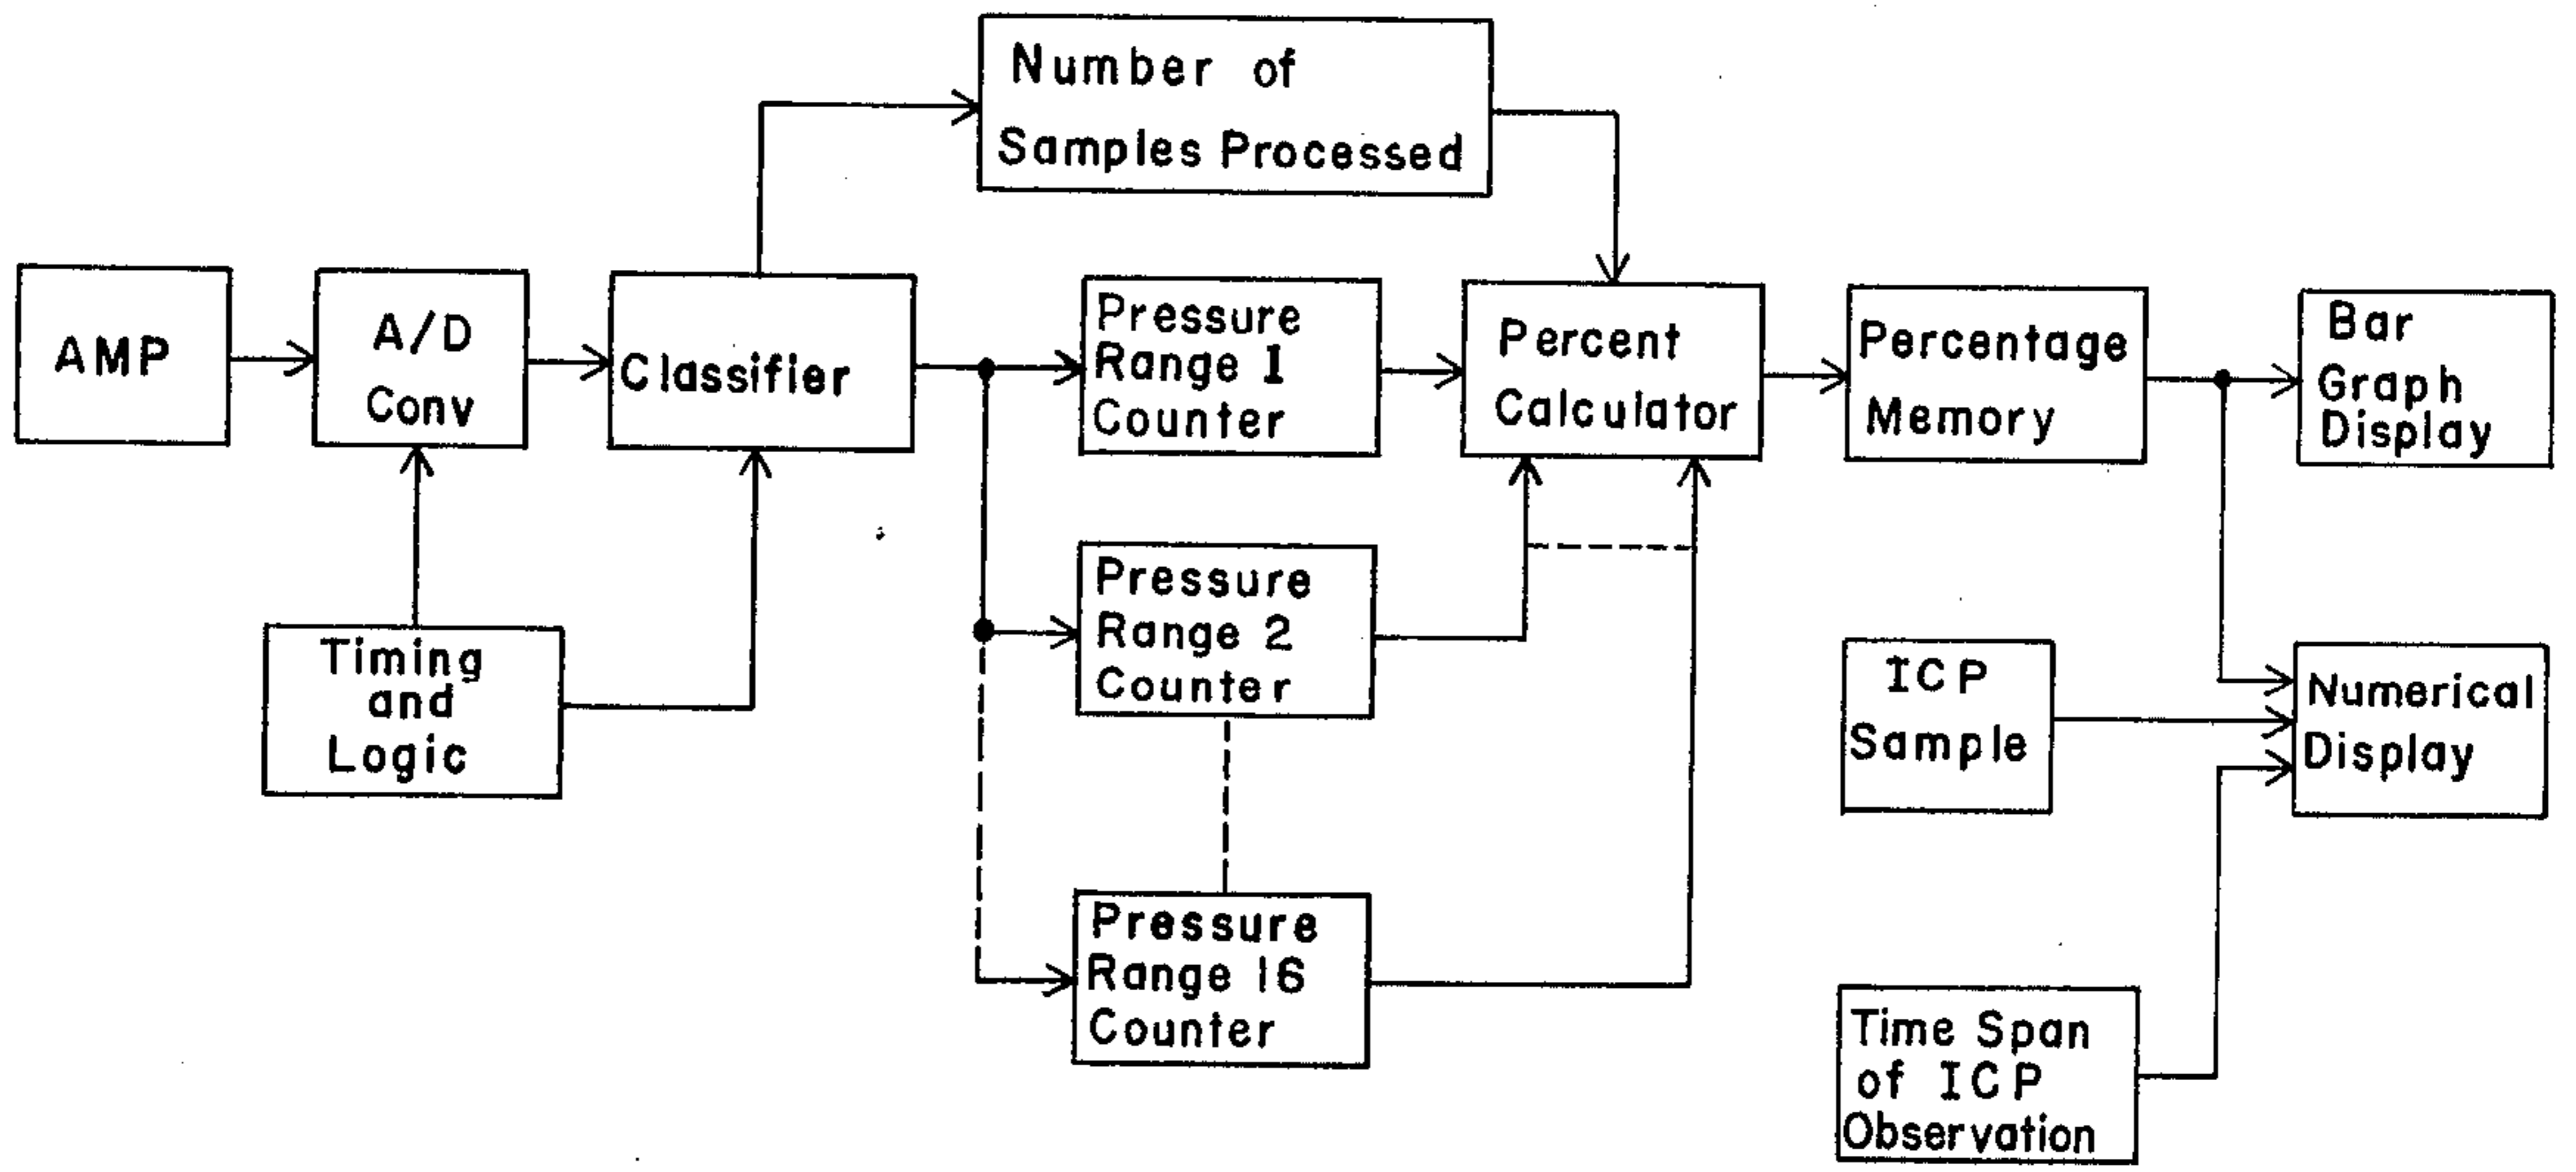 Number of
Samples Processed
AMP
A/D
Conv
Classifier
Pressure
Range 1
Counter
Percent
Calculator
Percentage
Memory
Bar
Graph
Display
Timing
and
Logic
Pressure
Range 2
Counter
ICP
Sample
Numerical
Display
Pressure
Range 16
Counter
Time Span
of ICP
Observation